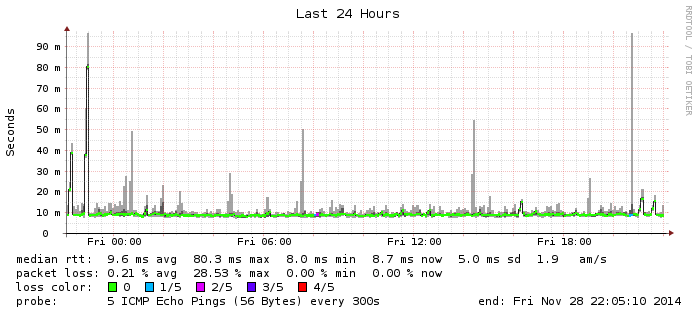 Last 24 Hours
RRDTOOL / TOBI OETIKER
Seconds
90 m
80 m
70 m
60 m
50 m
40 m
30 m
20 m
10 m
0
Fri 00:00 Fri 06:00 Fri 12:00 Fri 18:00
median rtt: 9.6 ms avg 80.3 ms max 8.0 ms min 8.7 ms now 5.0 ms sd 1.9 am/s
packet loss: 0.21 % avg 28.53 % max 0.00 % min 0.00 % now
loss color: 0 1/5 2/5 3/5 4/5
probe: 5 ICMP Echo Pings (56 Bytes) every 300s end: Fri Nov 28 22:05:10 2014